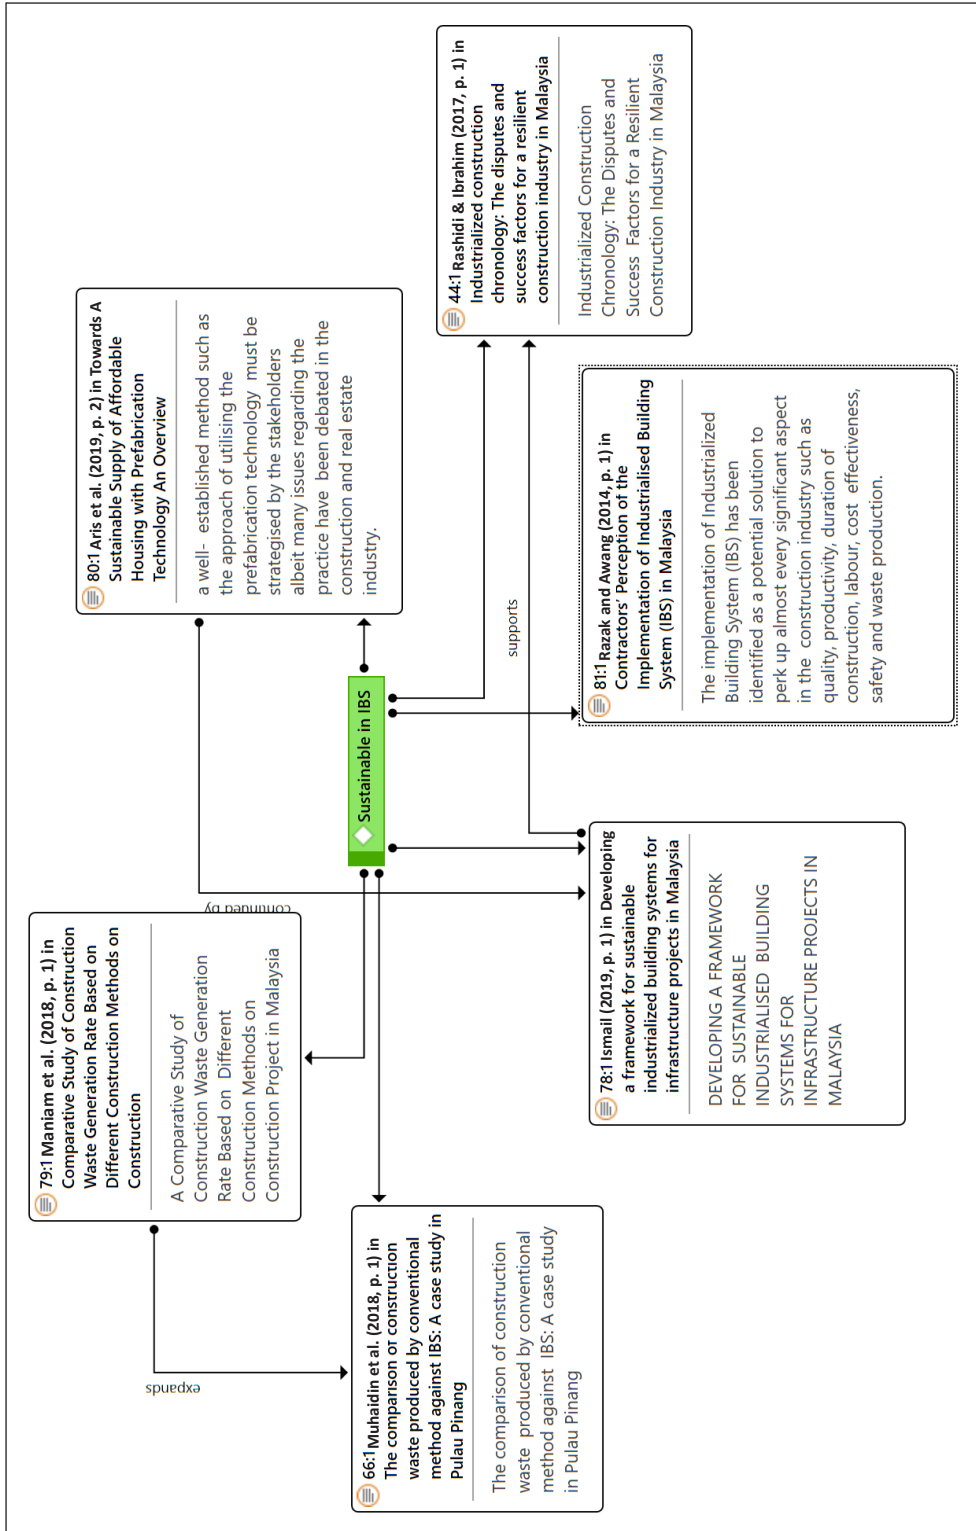 79:1 Maniam et al. (2018, p. 1) in
Comparative Study of Construction
Waste Generation Rate Based on
Different Construction Methods on
Construction
A Comparative Study of
Construction Waste Generation
Rate Based on Different
Construction Methods on
Construction Project in Malaysia
80:1 Aris et al. (2019, p. 2) in Towards A
Sustainable Supply of Affordable
Housing with Prefabrication
Technology An Overview
a well- established method such as
the approach of utilising the
prefabrication technology must be
strategised by the stakeholders
albeit many issues regarding the
practice have been debated in the
construction and real estate
industry.
expands
continued by
Sustainable in IBS
66:1 Muhaidin et al. (2018, p. 1) in
The comparison of construction
waste produced by conventional
method against IBS: A case study in
Pulau Pinang
The comparison of construction
waste produced by conventional
method against IBS: A case study
in Pulau Pinang
44:1 Rashidi & Ibrahim (2017, p. 1) in
Industrialized construction
chronology: The disputes and
success factors for a resilient
construction industry in Malaysia
Industrialized Construction
Chronology: The Disputes and
Success Factors for a Resilient
Construction Industry in Malaysia
supports
78:1 Ismail (2019, p. 1) in Developing
a framework for sustainable
industrialized building systems for
infrastructure projects in Malaysia
DEVELOPING A FRAMEWORK
FOR SUSTAINABLE
INDUSTRIALISED BUILDING
SYSTEMS FOR
INFRASTRUCTURE PROJECTS IN
MALAYSIA
81:1 Razak and Awang (2014, p. 1) in
Contractors' Perception of the
Implementation of Industrialised Building
System (IBS) in Malaysia
The implementation of Industrialized
Building System (IBS) has been
identified as a potential solution to
perk up almost every significant aspect
in the construction industry such as
quality, productivity, duration of
construction, labour, cost effectiveness,
safety and waste production.